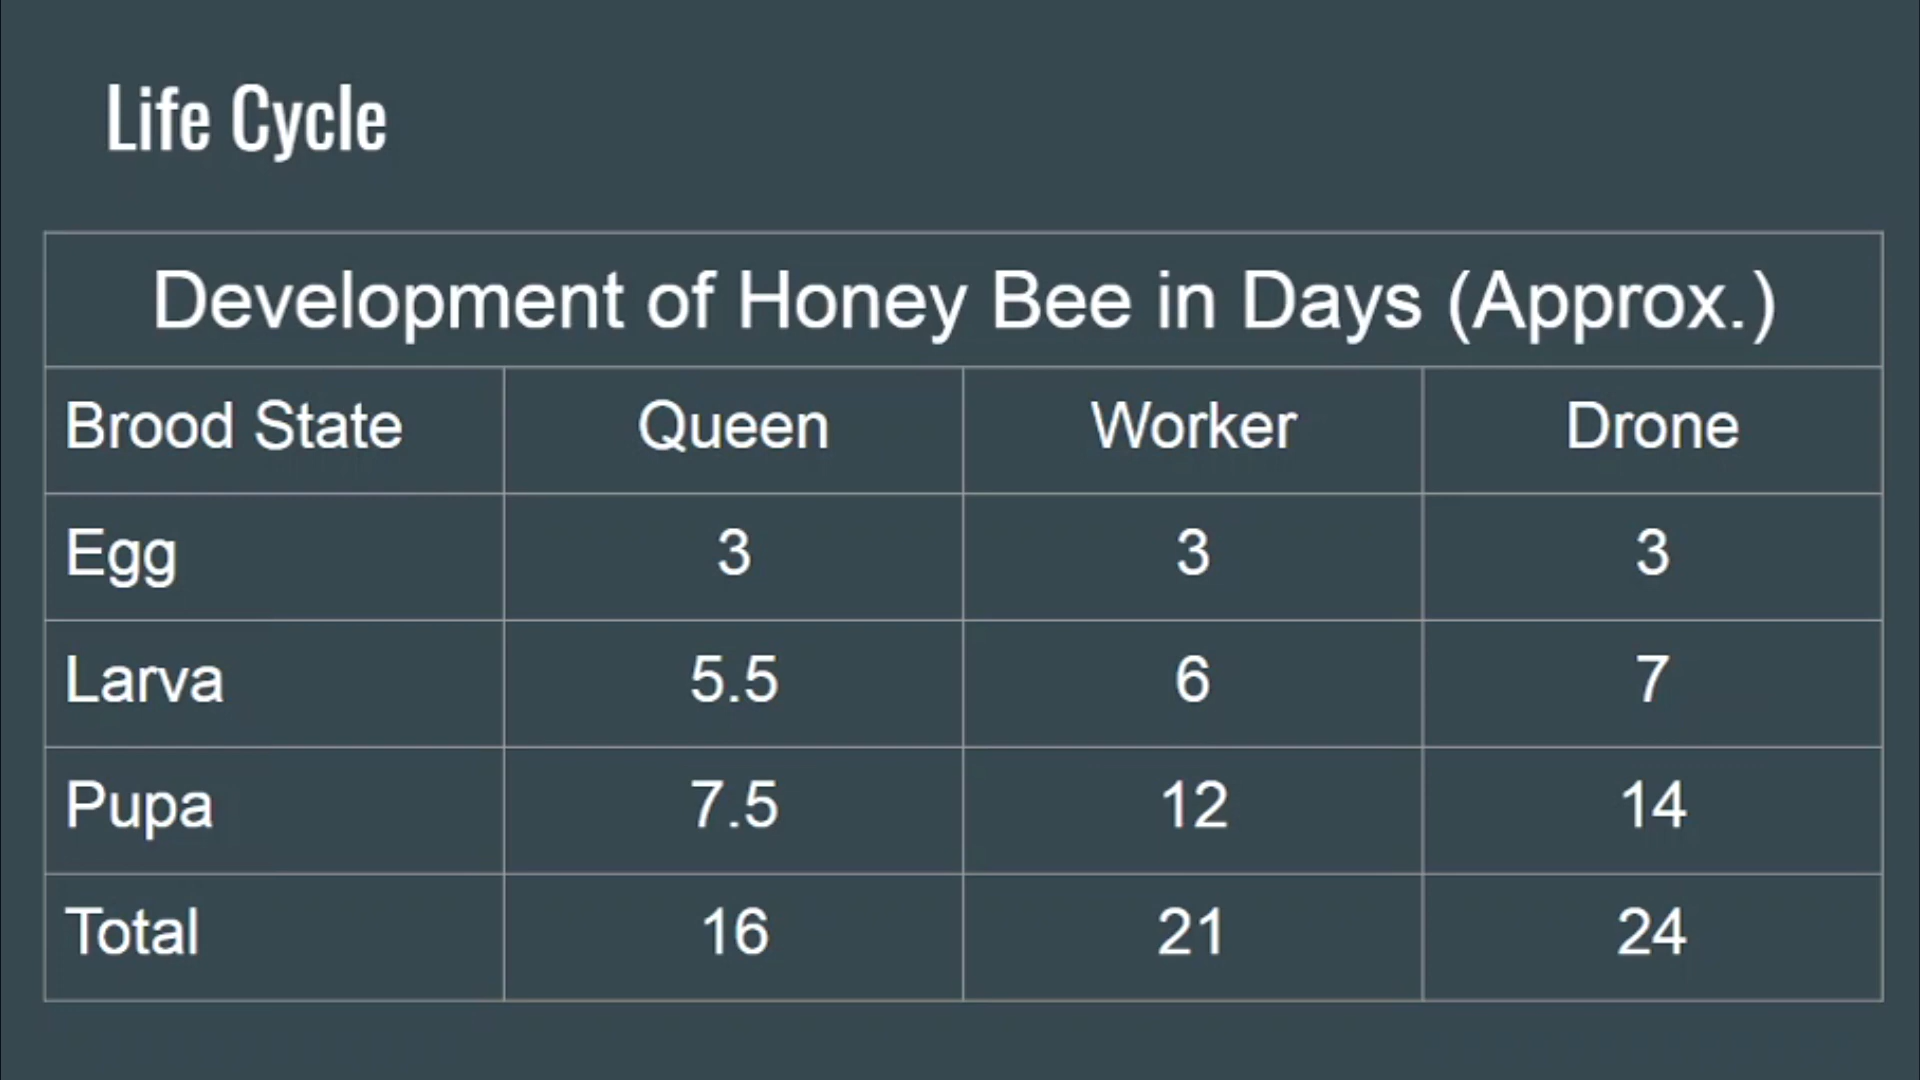 Life Cycle
Development of Honey Bee in Days (Approx.)
Brood State Queen Worker Drone
Egg 3 3 3
Larva 5.5 6 7
Pupa 7.5 12 14
Total 16 21 24